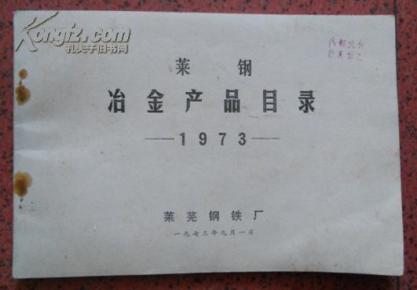 KONGFZ.COM
孔夫子旧书网
莱钢
冶金产品目录
—1973—
莱芜钢铁厂
一九七三年九月一日